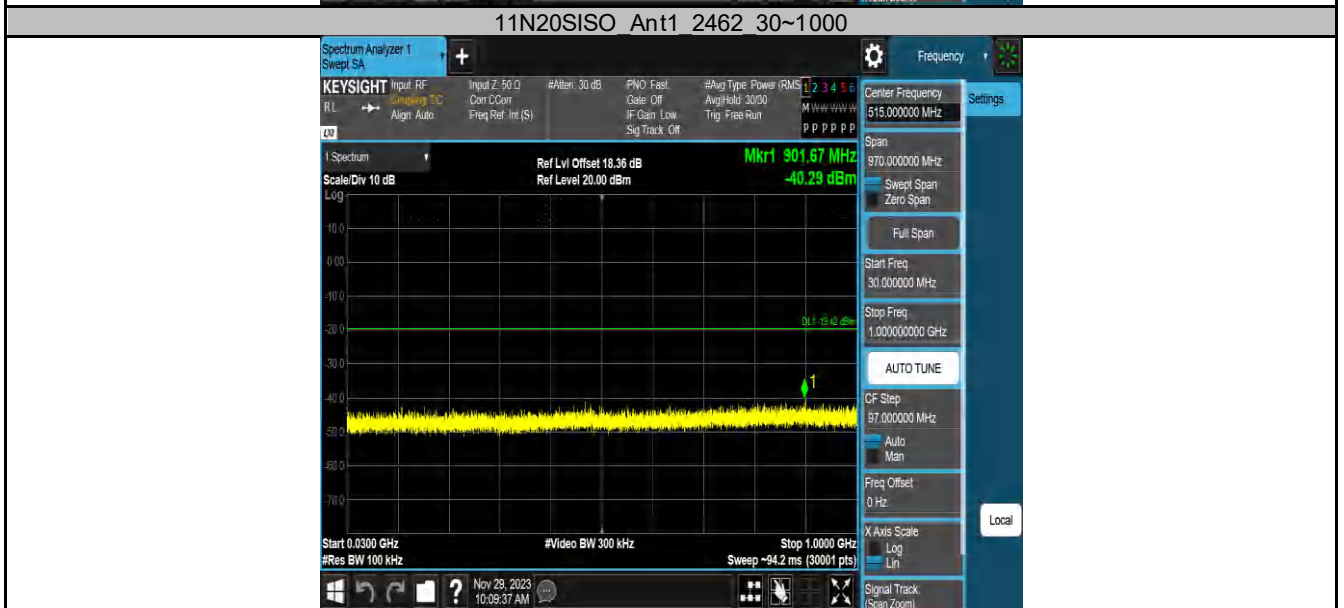 11N20SISO_Ant1_2462_30~1000
Spectrum Analyzer 1
Swept SA
+
Frequency
KEYSIGHT
RL
LXI
Input: RF
Coupling: DC
Align: Auto
Input Z: 50 Ω
Corr CCorr
Freq Ref: Int (S)
#Atten: 30 dB
PNO: Fast
Gate: Off
IF Gain: Low
Sig Track: Off
#Avg Type: Power (RMS
Avg|Hold: 30/30
Trig: Free Run
1 2 3 4 5 6
M W W W W W
P P P P P P
Center Frequency
515.000000 MHz
Settings
1 Spectrum
Scale/Div 10 dB
Ref Lvl Offset 18.36 dB
Ref Level 20.00 dBm
Mkr1 901.67 MHz
-40.29 dBm
Span
970.000000 MHz
Swept Span
Zero Span
Full Span
Start Freq
30.000000 MHz
Stop Freq
1.000000000 GHz
AUTO TUNE
CF Step
97.000000 MHz
Auto
Man
Freq Offset
0 Hz
X Axis Scale
Log
Lin
Signal Track
(Span Zoom)
Local
Log
10.0
0.00
-10.0
-20.0
-30.0
-40.0
-50.0
-60.0
-70.0
DL1 -19.42 dBm
1
Start 0.0300 GHz
#Res BW 100 kHz
#Video BW 300 kHz
Stop 1.0000 GHz
Sweep ~94.2 ms (30001 pts)
?
Nov 29, 2023
10:09:37 AM